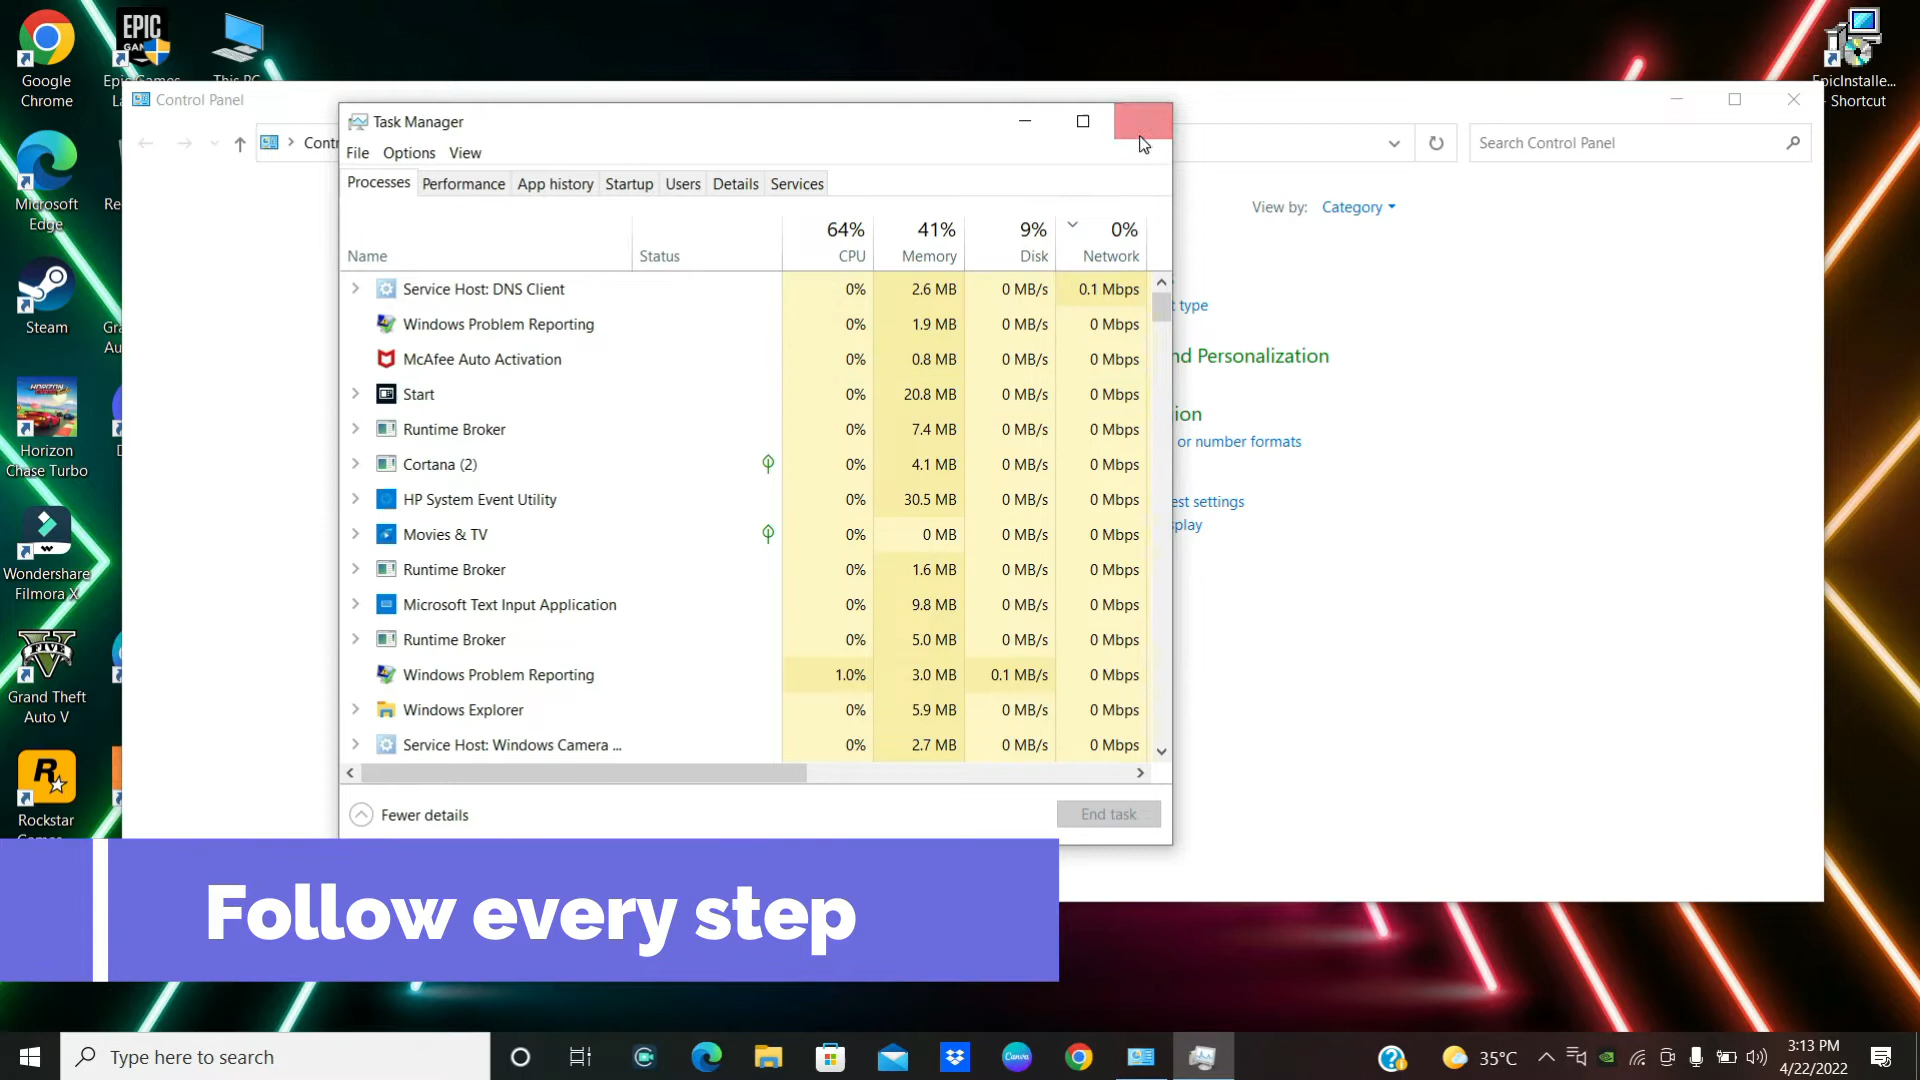 Google
Chrome
EPIC
GAMES
Epic Games
This PC
EpicInstalle...
- Shortcut
Microsoft
Edge
Re
Steam
Gra
Au
Horizon
Chase Turbo
D
Wondershare
Filmora X
FIVE
Grand Theft
Auto V
Rockstar
Control Panel
Contr
Search Control Panel
View by: Category
t type
nd Personalization
ion
or number formats
est settings
splay
Task Manager
File Options View
Processes Performance App history Startup Users Details Services
64% 41% 9% 0%
Name Status CPU Memory Disk Network
Service Host: DNS Client 0% 2.6 MB 0 MB/s 0.1 Mbps
Windows Problem Reporting 0% 1.9 MB 0 MB/s 0 Mbps
McAfee Auto Activation 0% 0.8 MB 0 MB/s 0 Mbps
Start 0% 20.8 MB 0 MB/s 0 Mbps
Runtime Broker 0% 7.4 MB 0 MB/s 0 Mbps
Cortana (2) 0% 4.1 MB 0 MB/s 0 Mbps
HP System Event Utility 0% 30.5 MB 0 MB/s 0 Mbps
Movies & TV 0% 0 MB 0 MB/s 0 Mbps
Runtime Broker 0% 1.6 MB 0 MB/s 0 Mbps
Microsoft Text Input Application 0% 9.8 MB 0 MB/s 0 Mbps
Runtime Broker 0% 5.0 MB 0 MB/s 0 Mbps
Windows Problem Reporting 1.0% 3.0 MB 0.1 MB/s 0 Mbps
Windows Explorer 0% 5.9 MB 0 MB/s 0 Mbps
Service Host: Windows Camera ... 0% 2.7 MB 0 MB/s 0 Mbps
Fewer details
End task
Follow every step
Type here to search
Canva
35°C
3:13 PM
4/22/2022